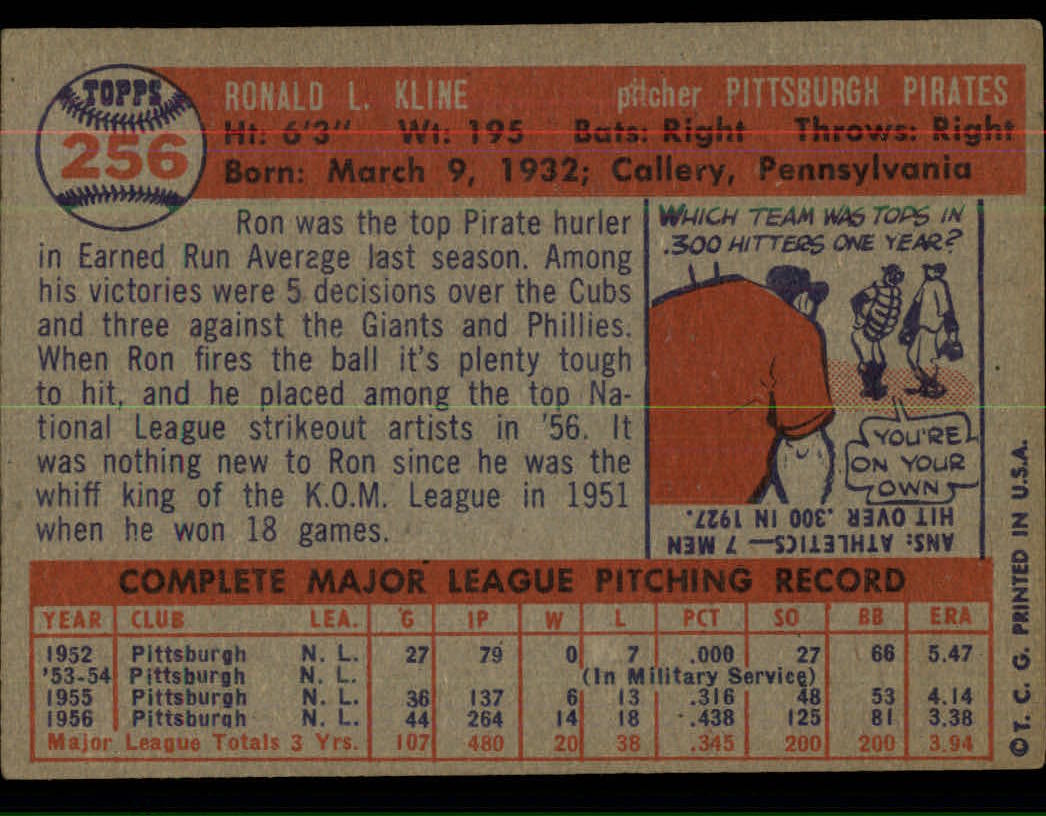 TOPPS
256
RONALD L. KLINE pitcher PITTSBURGH PIRATES
Ht: 6'3" Wt: 195 Bats: Right Throws: Right
Born: March 9, 1932; Callery, Pennsylvania
Ron was the top Pirate hurler
in Earned Run Average last season. Among
his victories were 5 decisions over the Cubs
and three against the Giants and Phillies.
When Ron fires the ball it's plenty tough
to hit, and he placed among the top Na-
tional League strikeout artists in '56. It
was nothing new to Ron since he was the
whiff king of the K.O.M. League in 1951
when he won 18 games.
WHICH TEAM WAS TOPS IN
.300 HITTERS ONE YEAR?
YOU'RE
ON YOUR
OWN
ANS: ATHLETICS—7 MEN
HIT OVER .300 IN 1927.
COMPLETE MAJOR LEAGUE PITCHING RECORD
YEAR CLUB LEA. G IP W L PCT SO BB ERA
1952 Pittsburgh N. L. 27 79 0 7 .000 27 66 5.47
'53-54 Pittsburgh N. L. (In Military Service)
1955 Pittsburgh N. L. 36 137 6 13 .316 48 53 4.14
1956 Pittsburgh N. L. 44 264 14 18 .438 125 81 3.38
Major League Totals 3 Yrs. 107 480 20 38 .345 200 200 3.94
©T. C. G. PRINTED IN U.S.A.